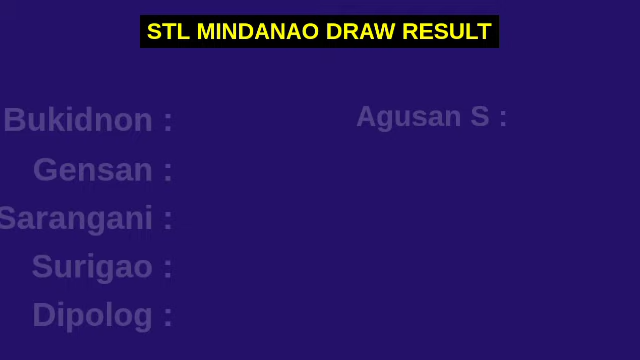 STL MINDANAO DRAW RESULT
Bukidnon :
Gensan :
Sarangani :
Surigao :
Dipolog :
Agusan S :